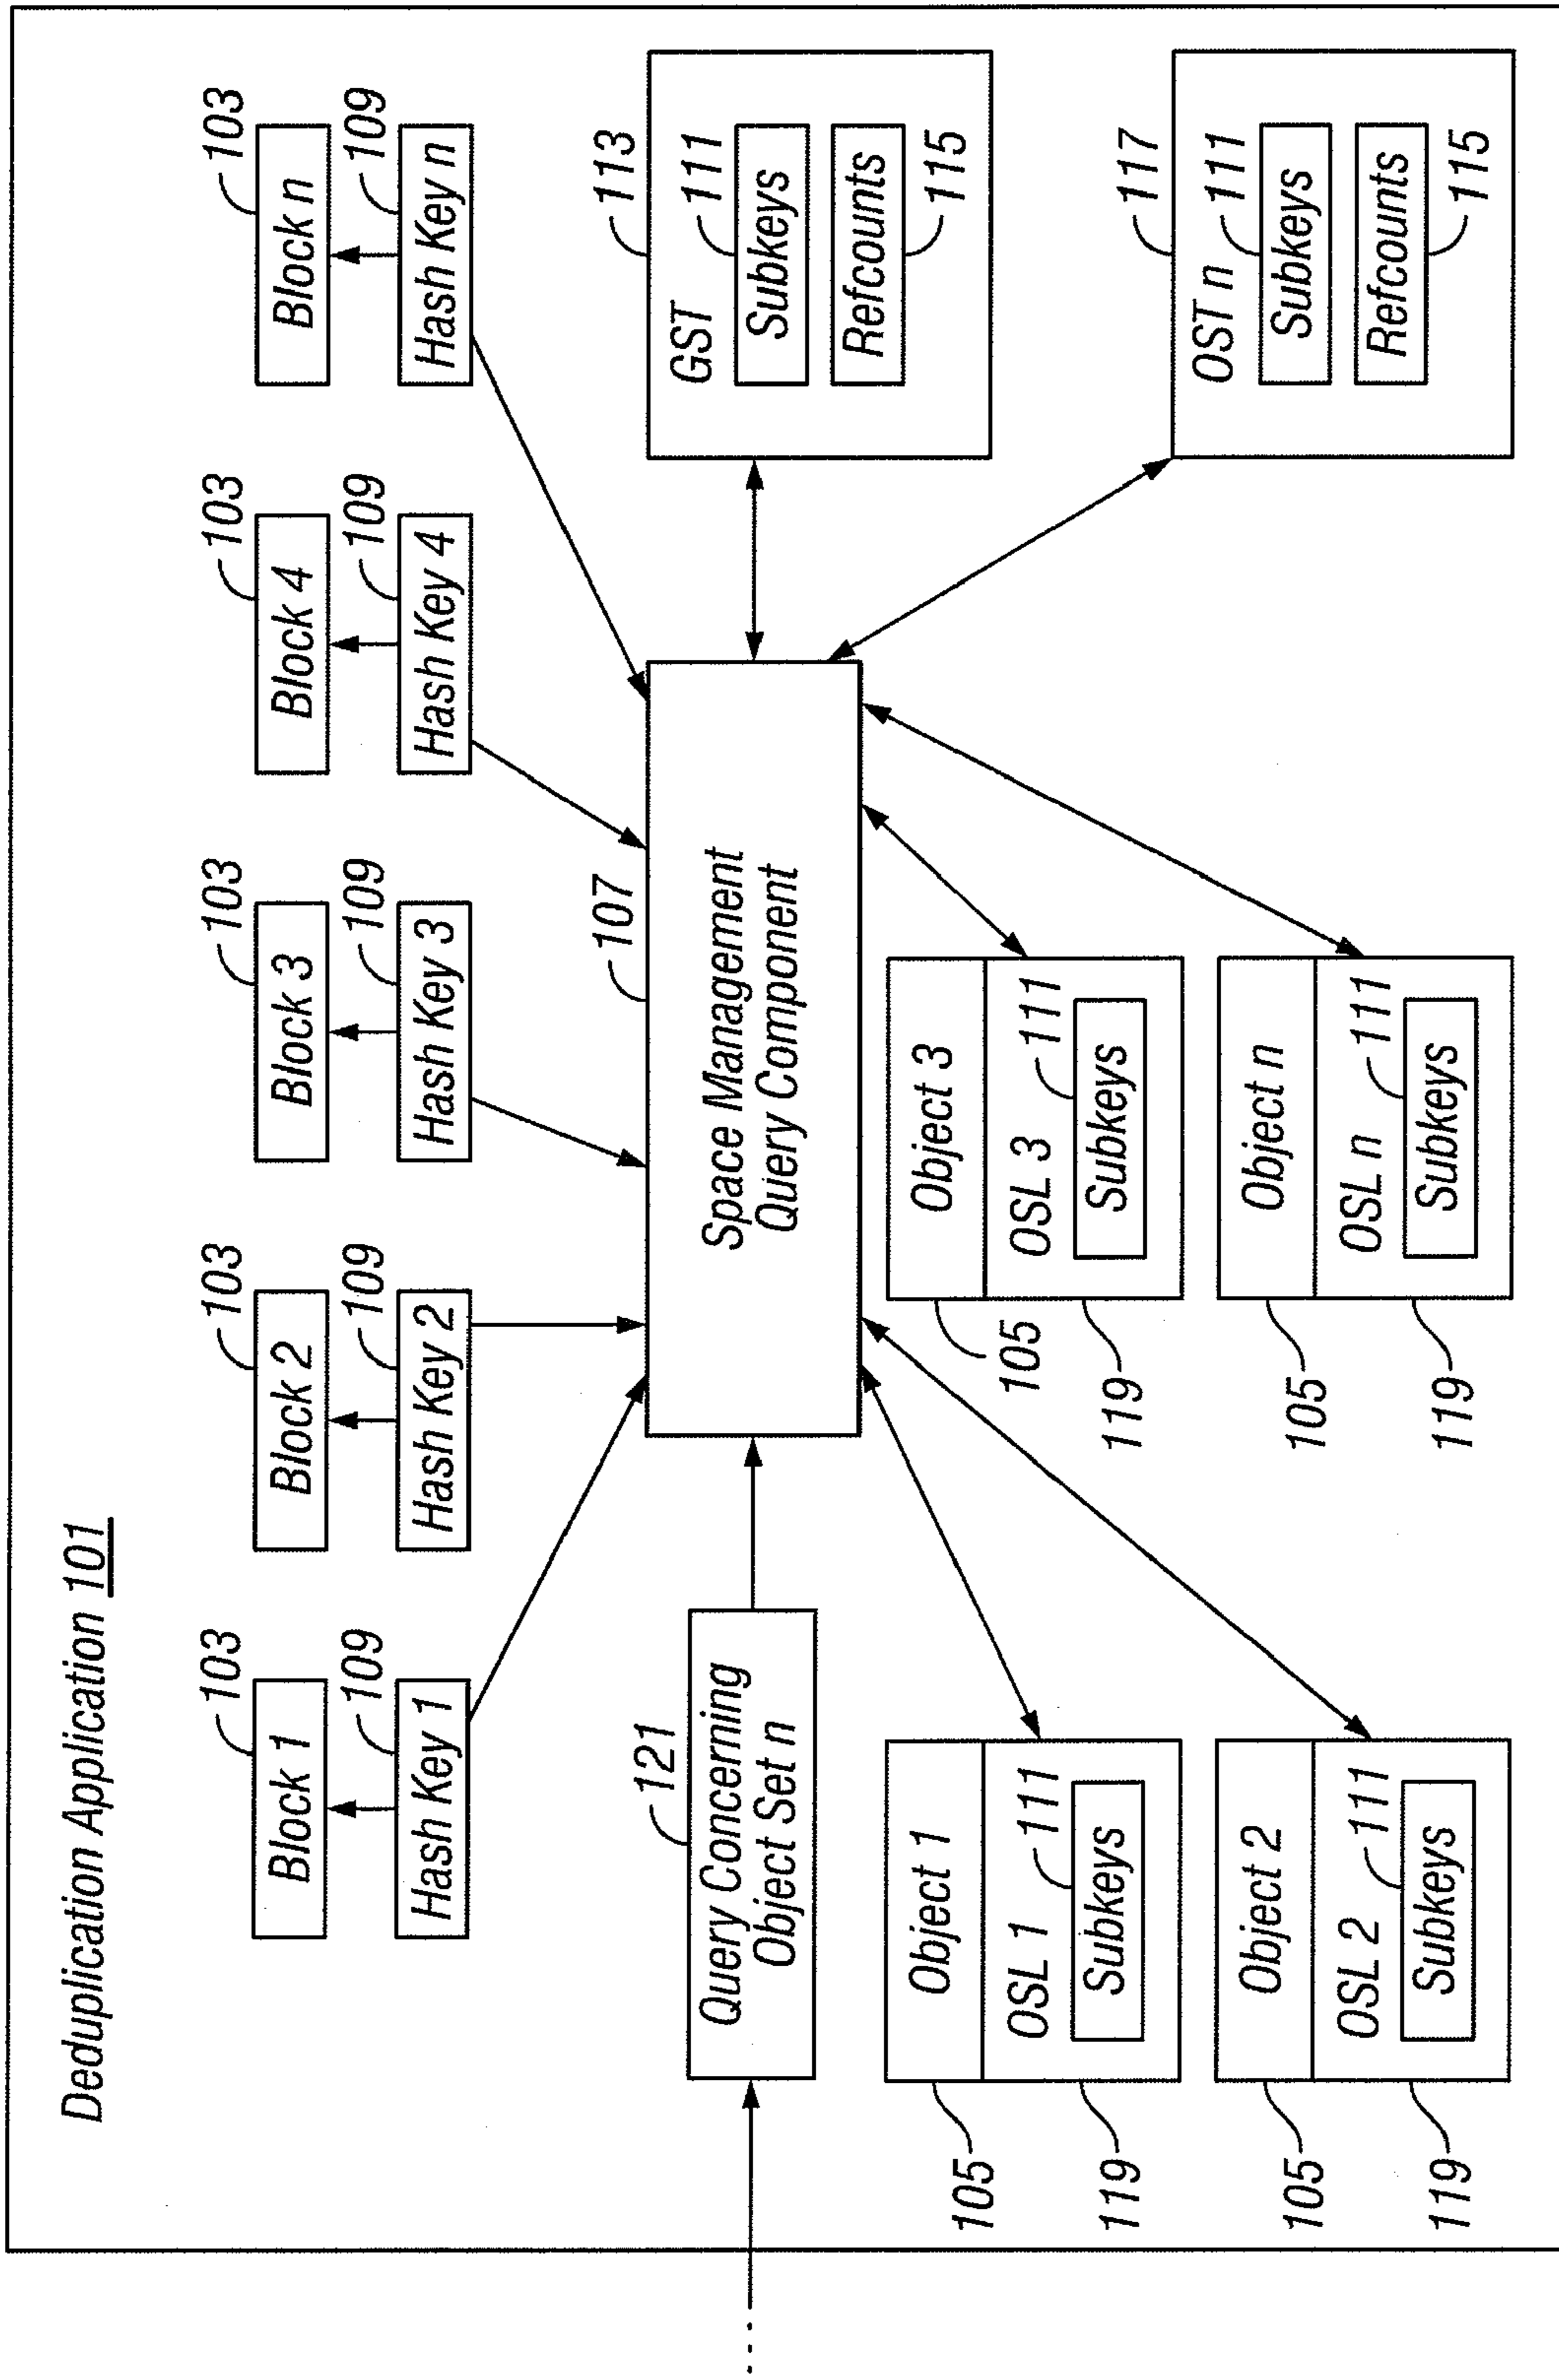 Deduplication Application 101
103
103
103
103
103
Block 1
Block 2
Block 3
Block 4
Block n
109
109
109
109
109
Hash Key 1
Hash Key 2
Hash Key 3
Hash Key 4
Hash Key n
121
Query Concerning
Object Set n
107
Space Management
Query Component
113
GST
111
Subkeys
Refcounts
115
105
Object 1
119
OSL 1
111
Subkeys
105
Object 3
119
OSL 3
111
Subkeys
117
OST n
111
Subkeys
Refcounts
115
105
Object 2
119
OSL 2
111
Subkeys
105
Object n
119
OSL n
111
Subkeys